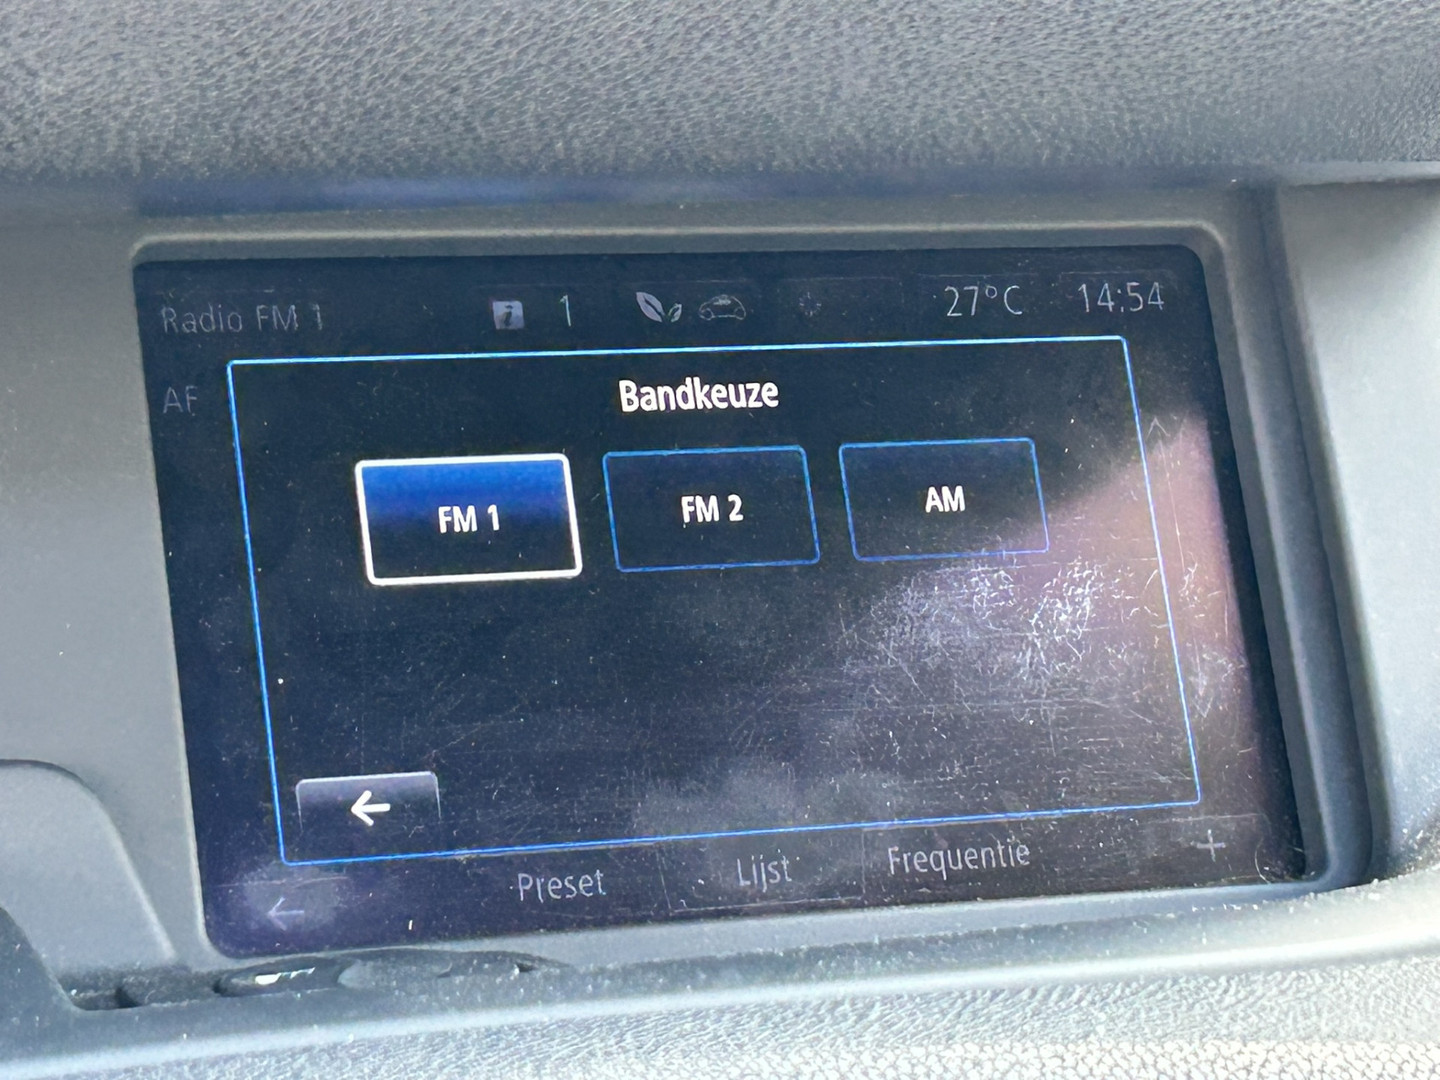 Radio FM 1 i 1 27°C 14:54
AF
Bandkeuze
FM 1 FM 2 AM
Preset Lijst Frequentie +